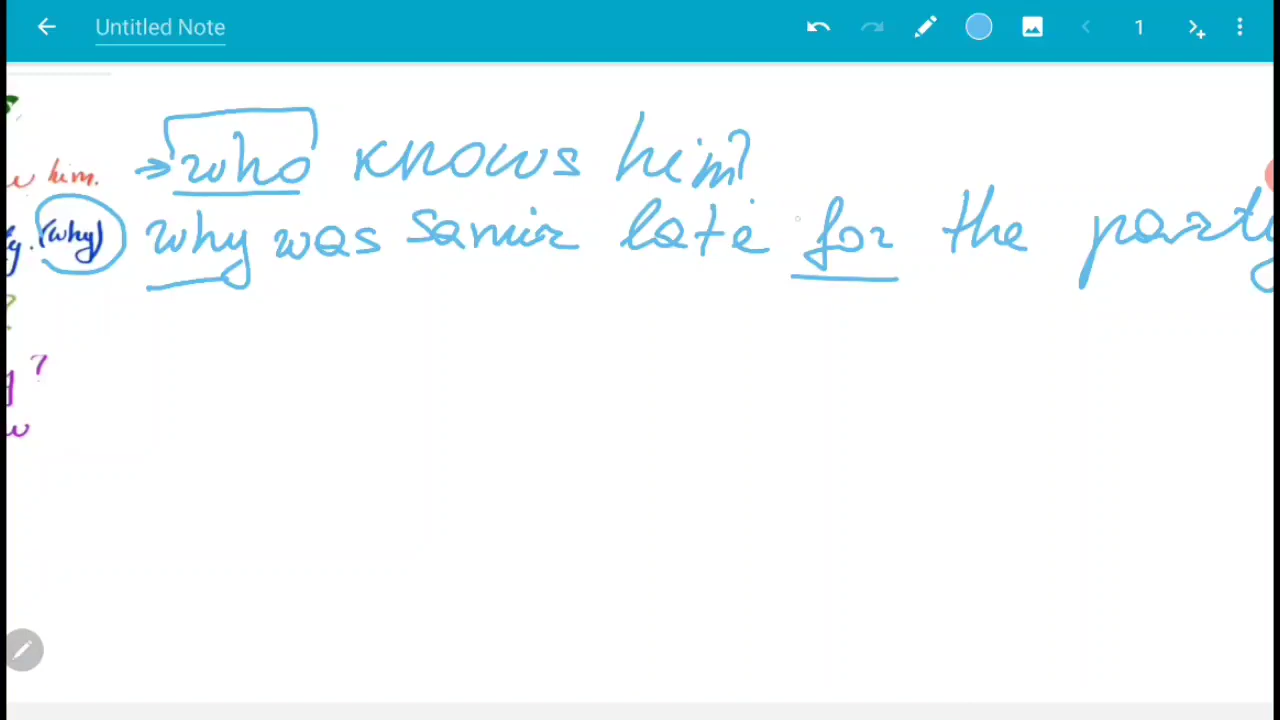 Untitled Note
1
him. → who knows him?
(why) why was samir late for the party
?